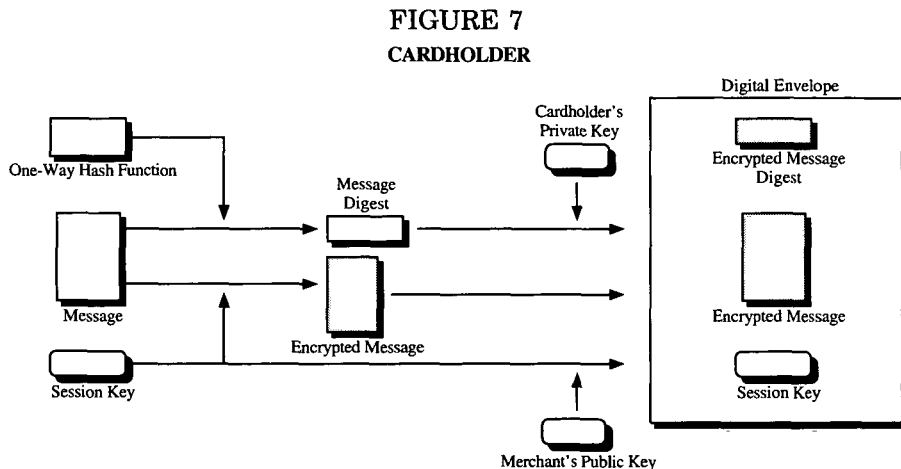 FIGURE 7
CARDHOLDER
Digital Envelope
Cardholder's
Private Key
One-Way Hash Function
Message
Digest
Encrypted Message
Digest
Message
Encrypted Message
Encrypted Message
Session Key
Session Key
Merchant's Public Key